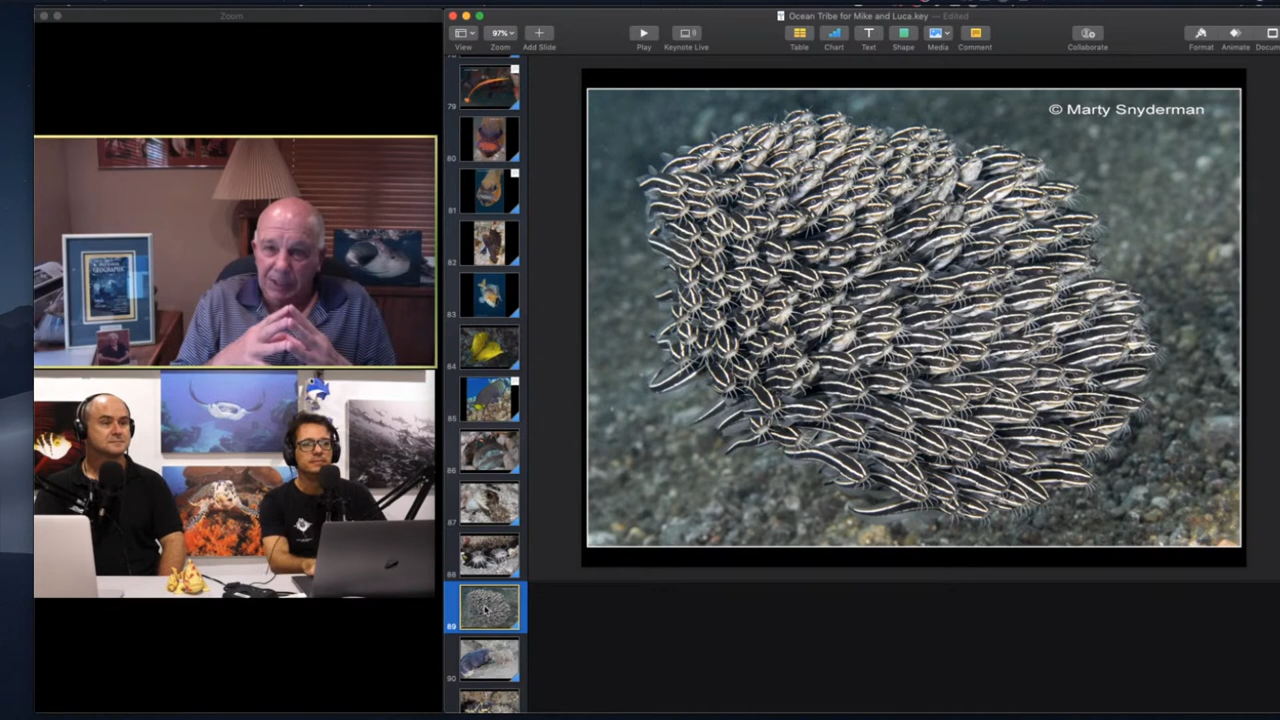 Zoom
Ocean Tribe for Mike and Luca.key — Edited
97%
View
Zoom
Add Slide
Play
Keynote Live
Table
Chart
Text
Shape
Media
Comment
Collaborate
Format
Animate
Docum
79
80
81
82
83
84
85
86
87
88
89
90
© Marty Snyderman
GEOGRAPHIC